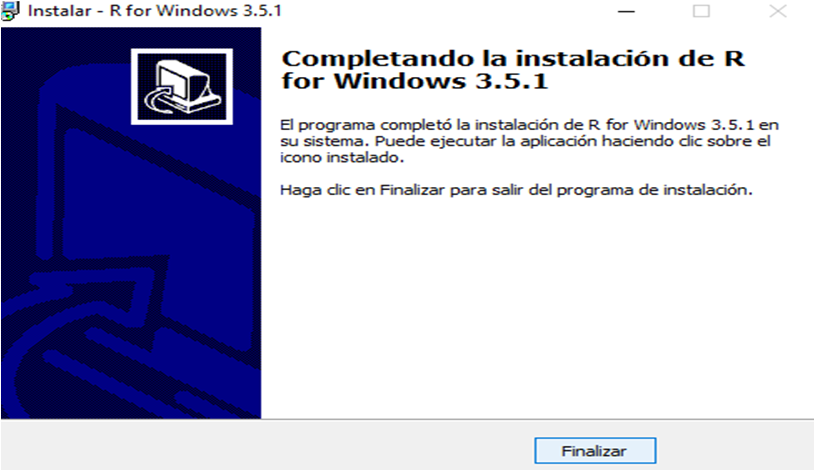 Instalar - R for Windows 3.5.1
Completando la instalación de R
for Windows 3.5.1
El programa completó la instalación de R for Windows 3.5.1 en
su sistema. Puede ejecutar la aplicación haciendo clic sobre el
icono instalado.
Haga clic en Finalizar para salir del programa de instalación.
Finalizar